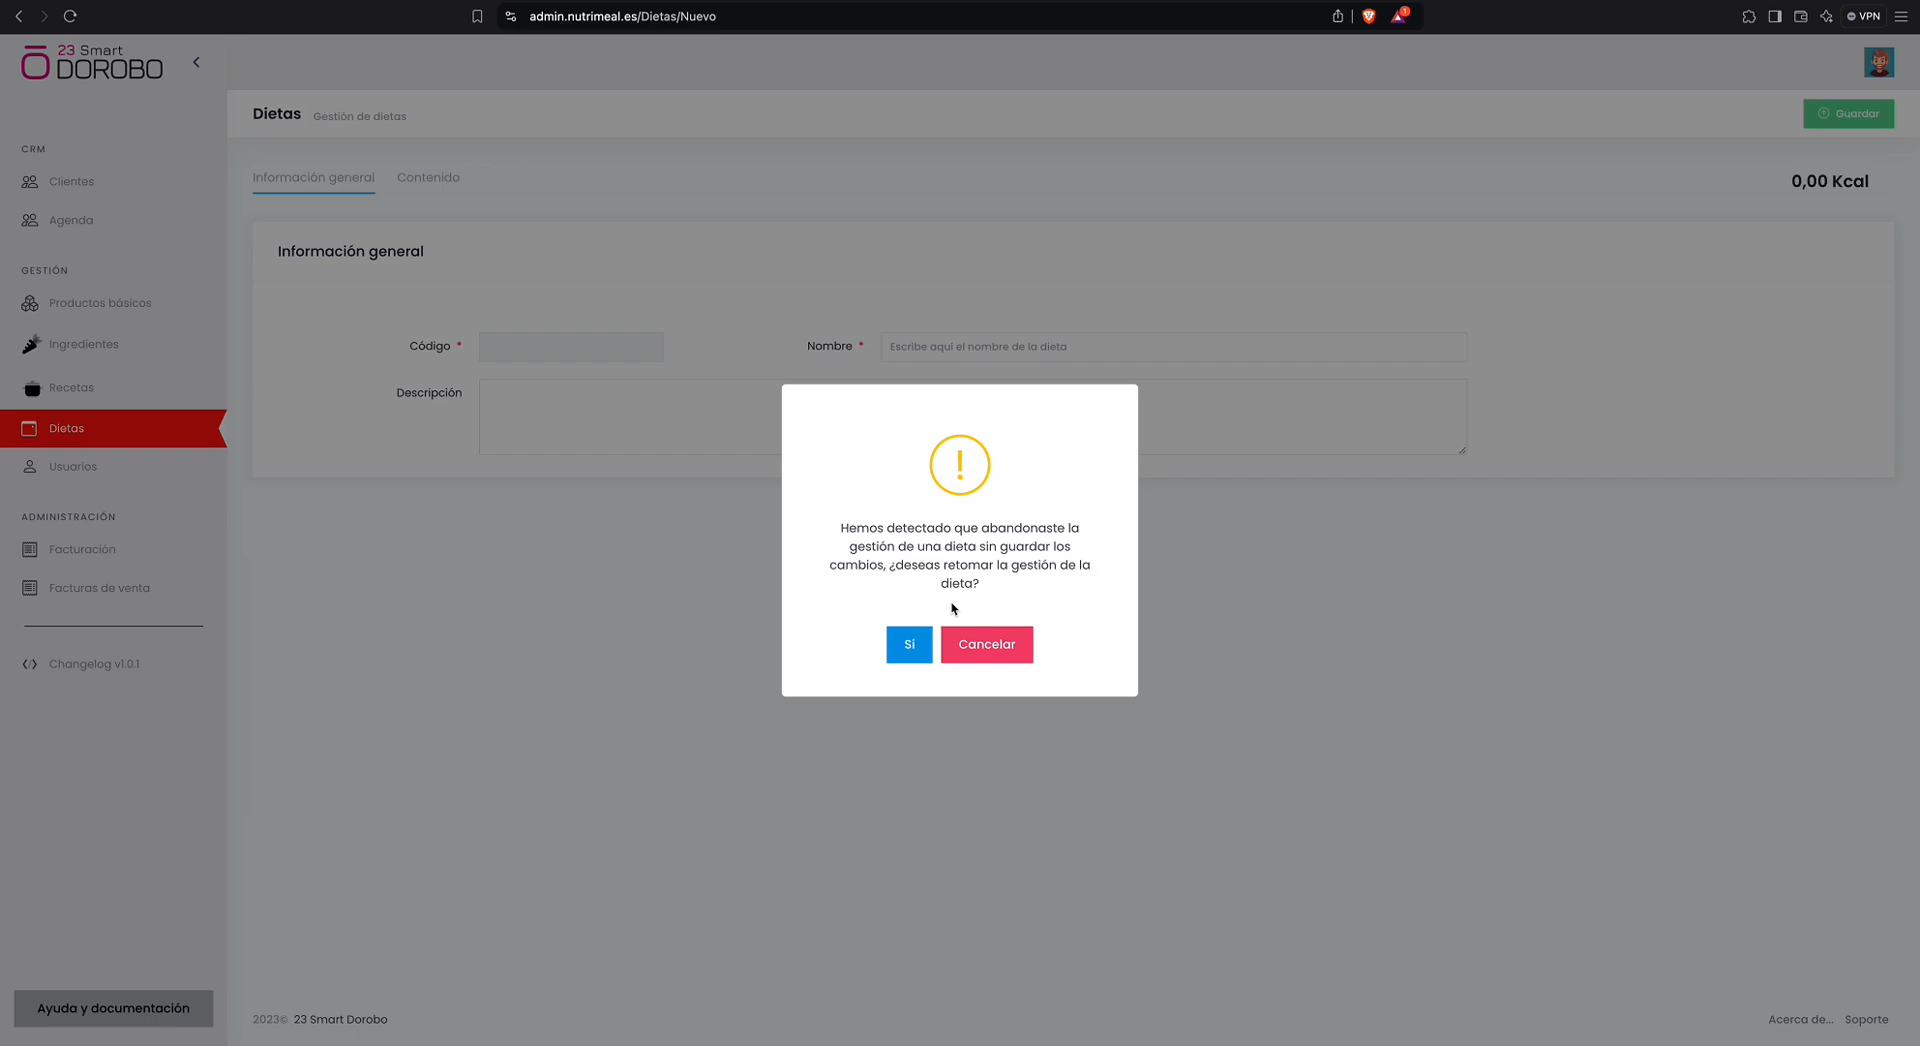 admin.nutrimeal.es/Dietas/Nuevo
1
VPN
23 Smart
DOROBO
Dietas
Gestión de dietas
Guardar
CRM
Clientes
Agenda
GESTIÓN
Productos básicos
Ingredientes
Recetas
Dietas
Usuarios
ADMINISTRACIÓN
Facturación
Facturas de venta
Changelog v1.0.1
Ayuda y documentación
Información general
Contenido
0,00 Kcal
Información general
Código *
Nombre *
Escribe aquí el nombre de la dieta
Descripción
Hemos detectado que abandonaste la
gestión de una dieta sin guardar los
cambios, ¿deseas retomar la gestión de la
dieta?
Si
Cancelar
2023© 23 Smart Dorobo
Acerca de...
Soporte